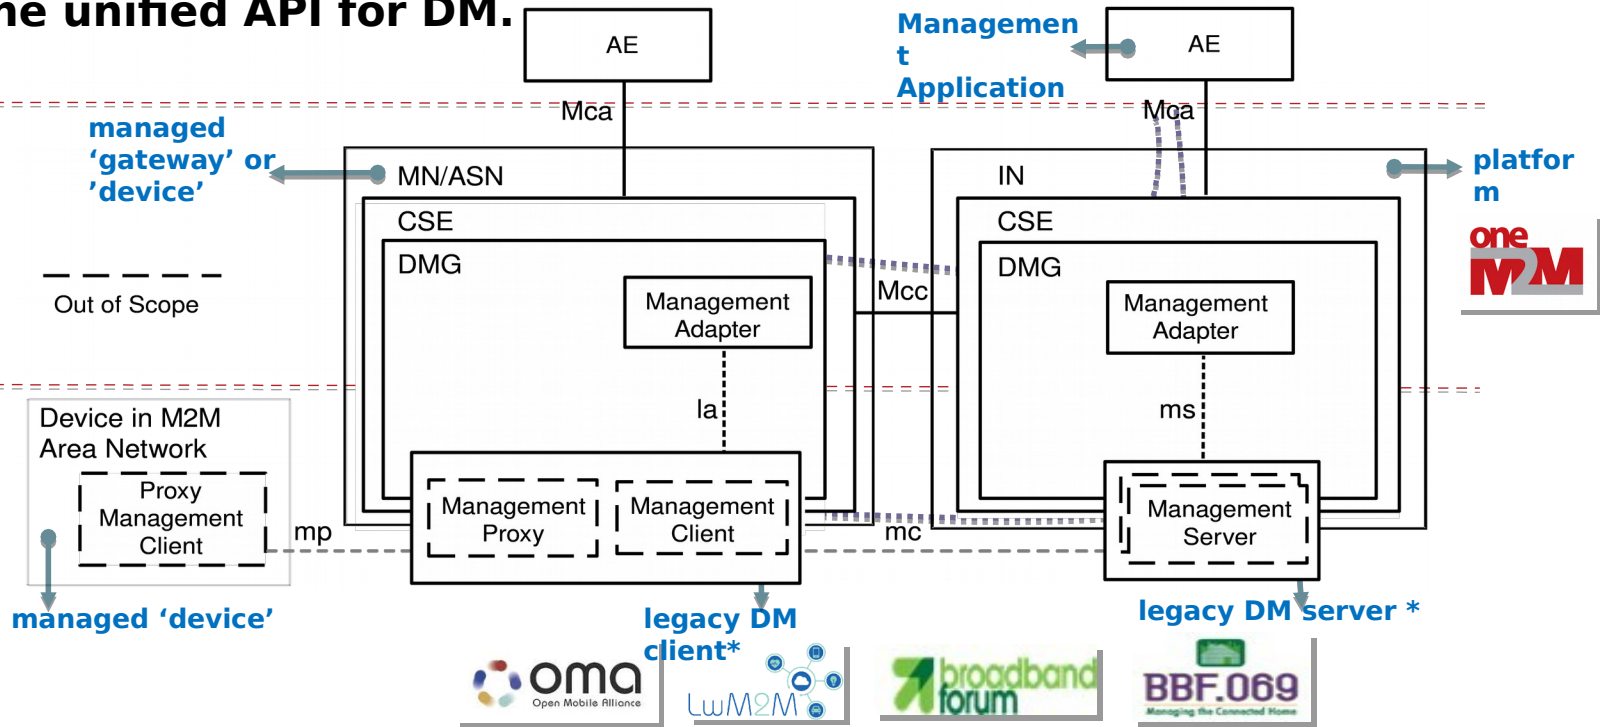 ne unified API for DM.
AE
Managemen
t
Application
AE
Mca
Mca
managed
‘gateway’ or
’device’
MN/ASN
IN
platfor
m
CSE
CSE
DMG
DMG
one
M2M
Out of Scope
Management
Adapter
Mcc
Management
Adapter
la
ms
Device in M2M
Area Network
Proxy
Management
Client
mp
Management
Proxy
Management
Client
mc
Management
Server
managed ‘device’
legacy DM
client*
legacy DM server *
oma
Open Mobile Alliance
LwM2M
broadband
forum
BBF.069
Managing the Connected Home